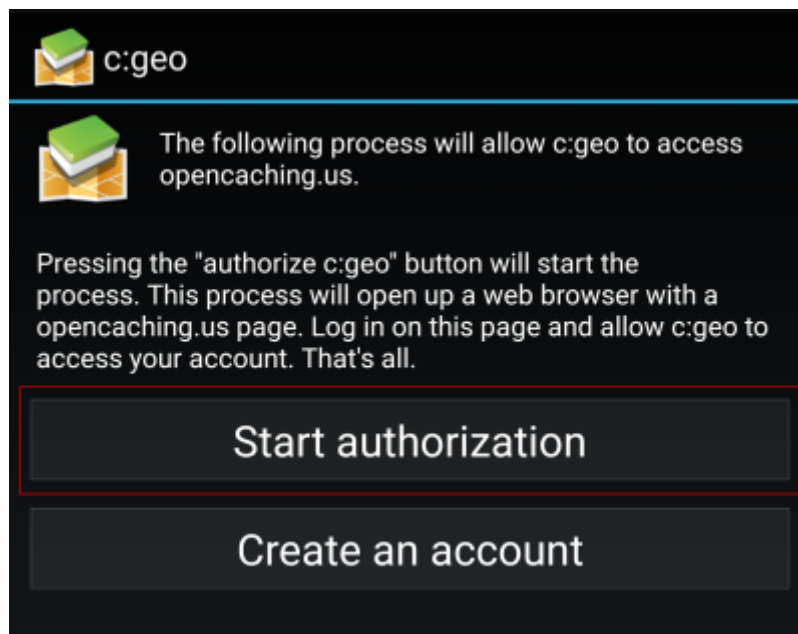 c:geo
The following process will allow c:geo to access
opencaching.us.
Pressing the "authorize c:geo" button will start the
process. This process will open up a web browser with a
opencaching.us page. Log in on this page and allow c:geo to
access your account. That's all.
Start authorization
Create an account